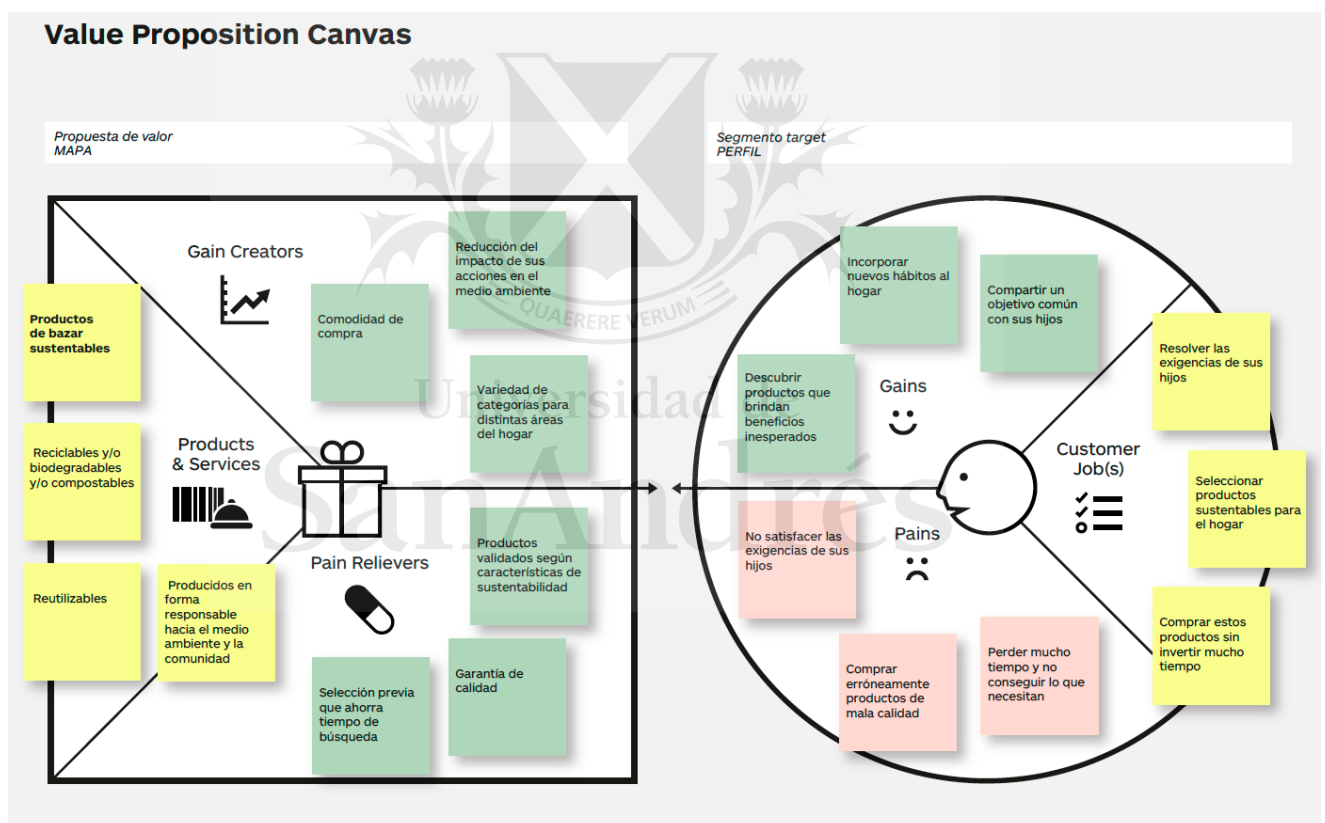 Value Proposition Canvas
Propuesta de valor
MAPA
Segmento target
PERFIL
Gain Creators
Reducción del
impacto de sus
acciones en el
medio ambiente
Comodidad de
compra
Variedad de
categorías para
distintas áreas
del hogar
Productos
de bazar
sustentables
Reciclables y/o
biodegradables
y/o compostables
Reutilizables
Producidos en
forma
responsable
hacia el medio
ambiente y la
comunidad
Products
& Services
Pain Relievers
Productos
validados según
características de
sustentabilidad
Garantía de
calidad
Selección previa
que ahorra
tiempo de
búsqueda
Incorporar
nuevos hábitos al
hogar
Compartir un
objetivo común
con sus hijos
Descubrir
productos que
brindan
beneficios
inesperados
Gains
Resolver las
exigencias de sus
hijos
Customer
Job(s)
Seleccionar
productos
sustentables para
el hogar
Comprar estos
productos sin
invertir mucho
tiempo
Pains
No satisfacer las
exigencias de sus
hijos
Comprar
erróneamente
productos de
mala calidad
Perder mucho
tiempo y no
conseguir lo que
necesitan
QUAERERE VERUM
Universidad de
SanAndrés